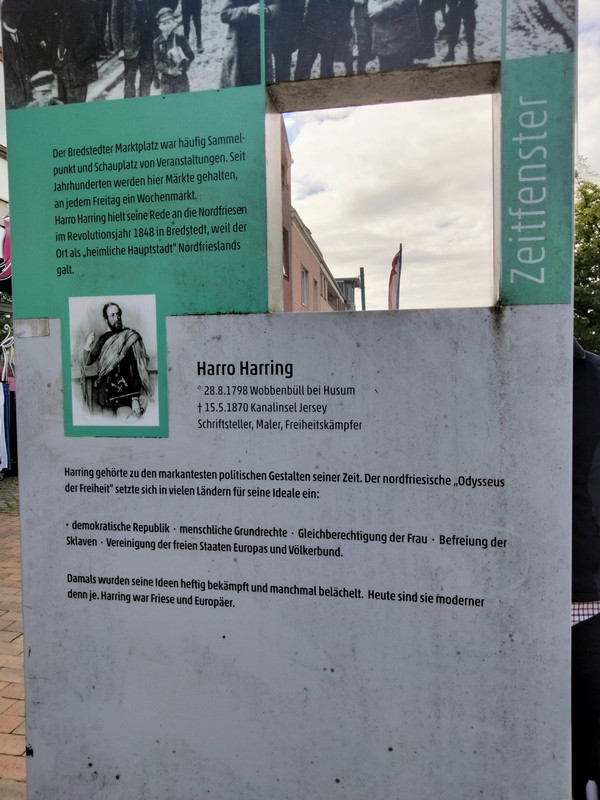 Der Bredstedter Marktplatz war häufig Sammel-
punkt und Schauplatz von Veranstaltungen. Seit
Jahrhunderten werden hier Märkte gehalten,
an jedem Freitag ein Wochenmarkt.
Harro Harring hielt seine Rede an die Nordfriesen
im Revolutionsjahr 1848 in Bredstedt, weil der
Ort als „heimliche Hauptstadt" Nordfrieslands
galt.
Zeitfenster
Harro Harring
* 28.8.1798 Wobbenbüll bei Husum
† 15.5.1870 Kanalinsel Jersey
Schriftsteller, Maler, Freiheitskämpfer
Harring gehörte zu den markantesten politischen Gestalten seiner Zeit. Der nordfriesische „Odysseus
der Freiheit" setzte sich in vielen Ländern für seine Ideale ein:
· demokratische Republik · menschliche Grundrechte · Gleichberechtigung der Frau · Befreiung der
Sklaven · Vereinigung der freien Staaten Europas und Völkerbund.
Damals wurden seine Ideen heftig bekämpft und manchmal belächelt. Heute sind sie moderner
denn je. Harring war Friese und Europäer.